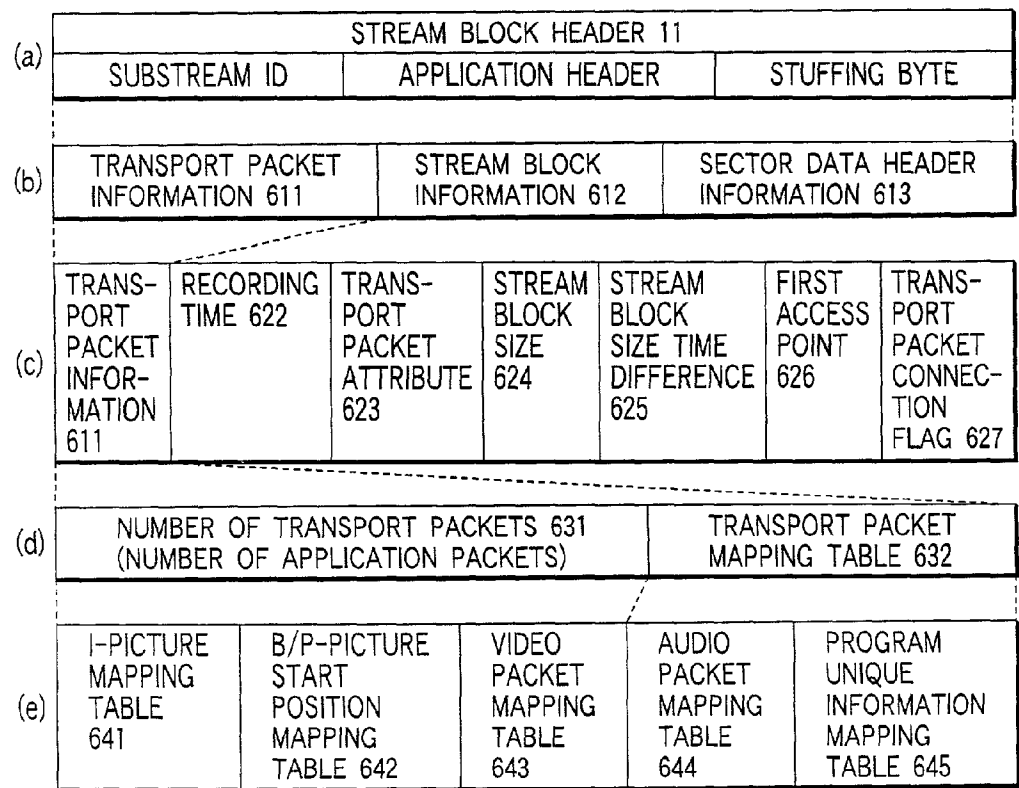 (a)
STREAM BLOCK HEADER 11
SUBSTREAM ID
APPLICATION HEADER
STUFFING BYTE
(b)
TRANSPORT PACKET
INFORMATION 611
STREAM BLOCK
INFORMATION 612
SECTOR DATA HEADER
INFORMATION 613
(c)
TRANS-
PORT
PACKET
INFOR-
MATION
611
RECORDING
TIME 622
TRANS-
PORT
PACKET
ATTRIBUTE
623
STREAM
BLOCK
SIZE
624
STREAM
BLOCK
SIZE TIME
DIFFERENCE
625
FIRST
ACCESS
POINT
626
TRANS-
PORT
PACKET
CONNEC-
TION
FLAG 627
(d)
NUMBER OF TRANSPORT PACKETS 631
(NUMBER OF APPLICATION PACKETS)
TRANSPORT PACKET
MAPPING TABLE 632
(e)
I-PICTURE
MAPPING
TABLE
641
B/P-PICTURE
START
POSITION
MAPPING
TABLE 642
VIDEO
PACKET
MAPPING
TABLE
643
AUDIO
PACKET
MAPPING
TABLE
644
PROGRAM
UNIQUE
INFORMATION
MAPPING
TABLE 645